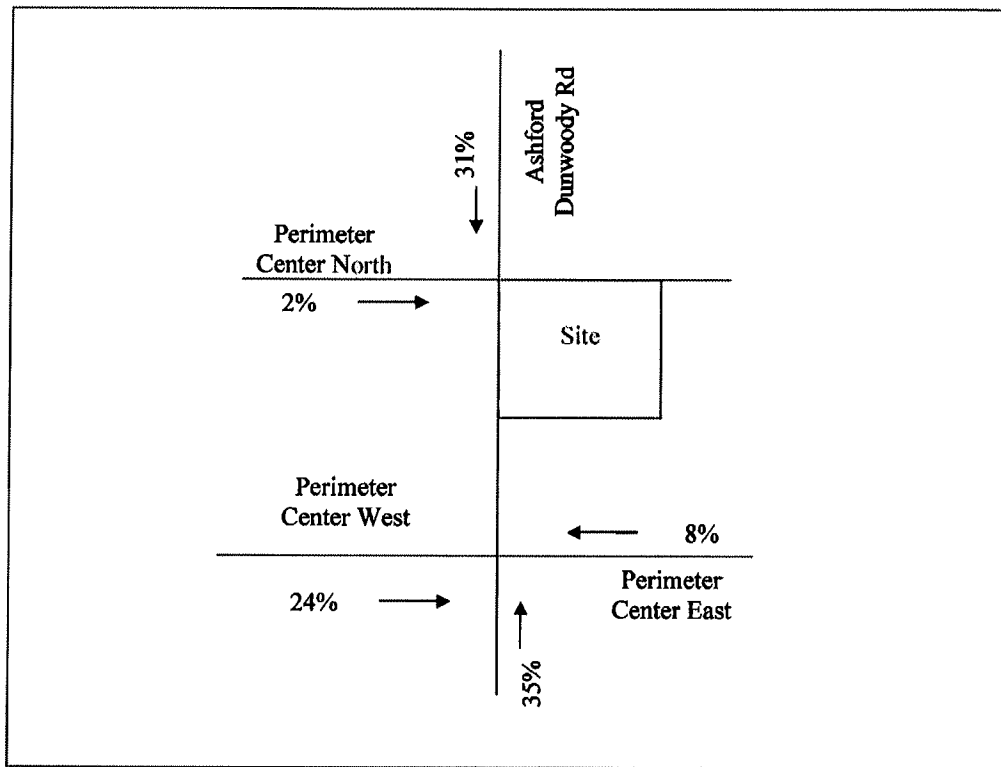 Ashford
Dunwoody Rd
31%
Perimeter
Center North
2%
Site
Perimeter
Center West
8%
24%
Perimeter
Center East
35%